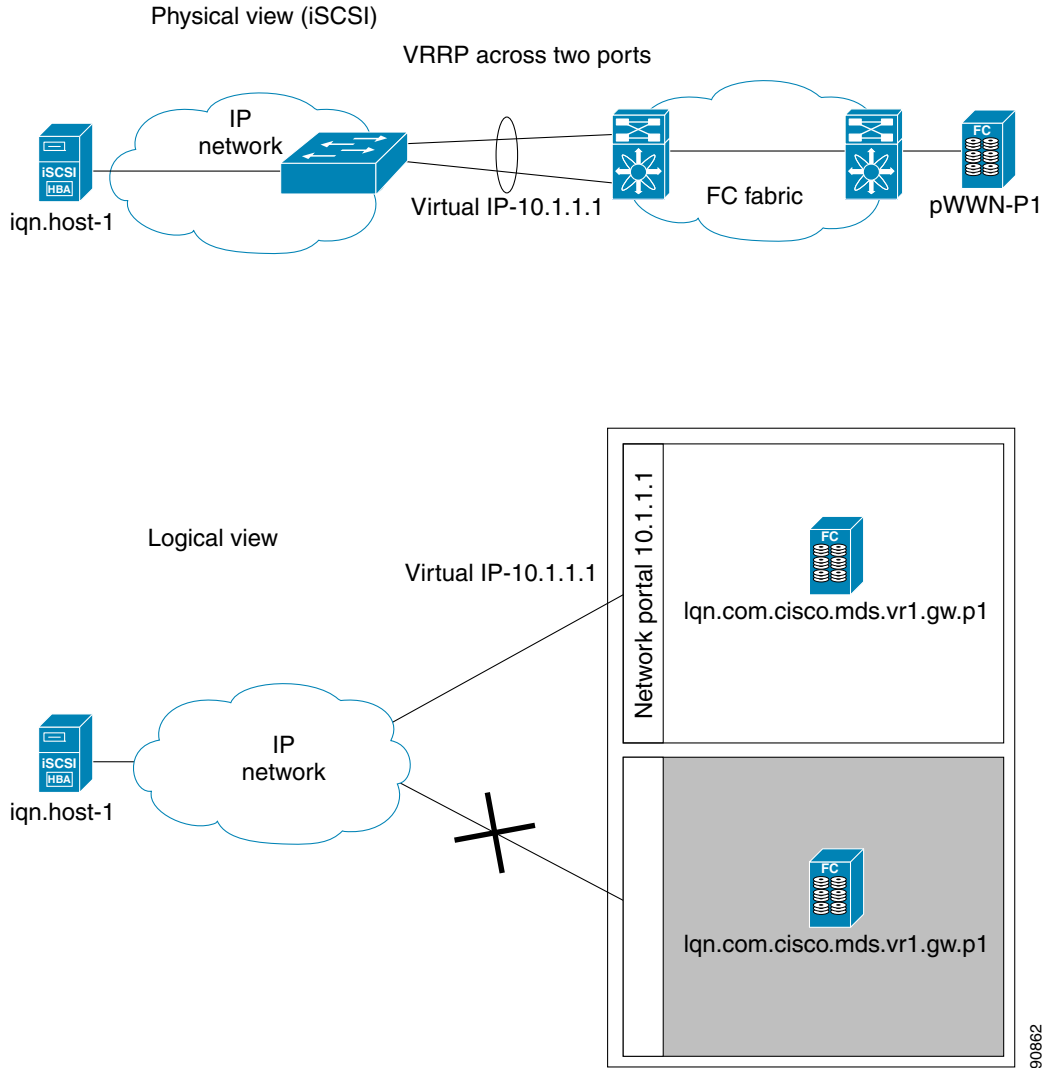 Physical view (iSCSI)
VRRP across two ports
IP
network
iSCSI
HBA
iqn.host-1
Virtual IP-10.1.1.1
FC fabric
FC
pWWN-P1
Logical view
Virtual IP-10.1.1.1
Network portal 10.1.1.1
FC
lqn.com.cisco.mds.vr1.gw.p1
iSCSI
HBA
iqn.host-1
IP
network
FC
lqn.com.cisco.mds.vr1.gw.p1
90862